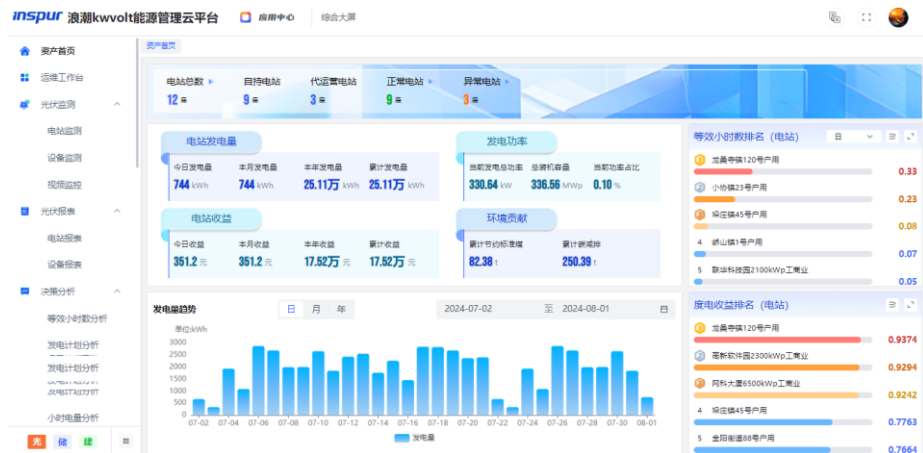 inspur 浪潮kwvolt能源管理云平台 应用中心 综合大屏
资产首页
运维工作台
光伏监测
电站监测
设备监测
视频监控
光伏报表
电站报表
设备报表
决策分析
等效小时数分析
发电计划分析
发电计划分析
发电计划分析
小时电量分析
光 储 建
资产首页
电站总数 自持电站 代运营电站 正常电站 异常电站
12 座 9 座 3 座 9 座 3 座
电站发电量
今日发电量 本月发电量 本年发电量 累计发电量
744 kWh 744 kWh 25.11万 kWh 25.11万 kWh
发电功率
当前发电总功率 总装机容量 当前功率占比
330.64 kW 336.56 MWp 0.10 %
电站收益
今日收益 本月收益 本年收益 累计收益
351.2 元 351.2 元 17.52万 元 17.52万 元
环境贡献
累计节约标准煤 累计碳减排
82.38 t 250.39 t
发电量趋势 日 月 年 2024-07-02 至 2024-08-01
单位:kWh
3000
2500
2000
1500
1000
500
0
07-02 07-04 07-06 07-08 07-10 07-12 07-14 07-16 07-18 07-20 07-22 07-24 07-26 07-28 07-30 08-01
发电量
等效小时数排名（电站） 日
龙桑寺镇120号户用
0.33
小协镇23号户用
0.23
垛庄镇45号户用
0.08
4 峤山镇1号户用
0.07
5 联华科技园2100kWp工商业
0.05
度电收益排名（电站）
龙桑寺镇120号户用
0.9374
高新软件园2300kWp工商业
0.9294
网科大厦6500kWp工商业
0.9242
4 垛庄镇45号户用
0.7763
5 金阳街道88号户用
0.7664